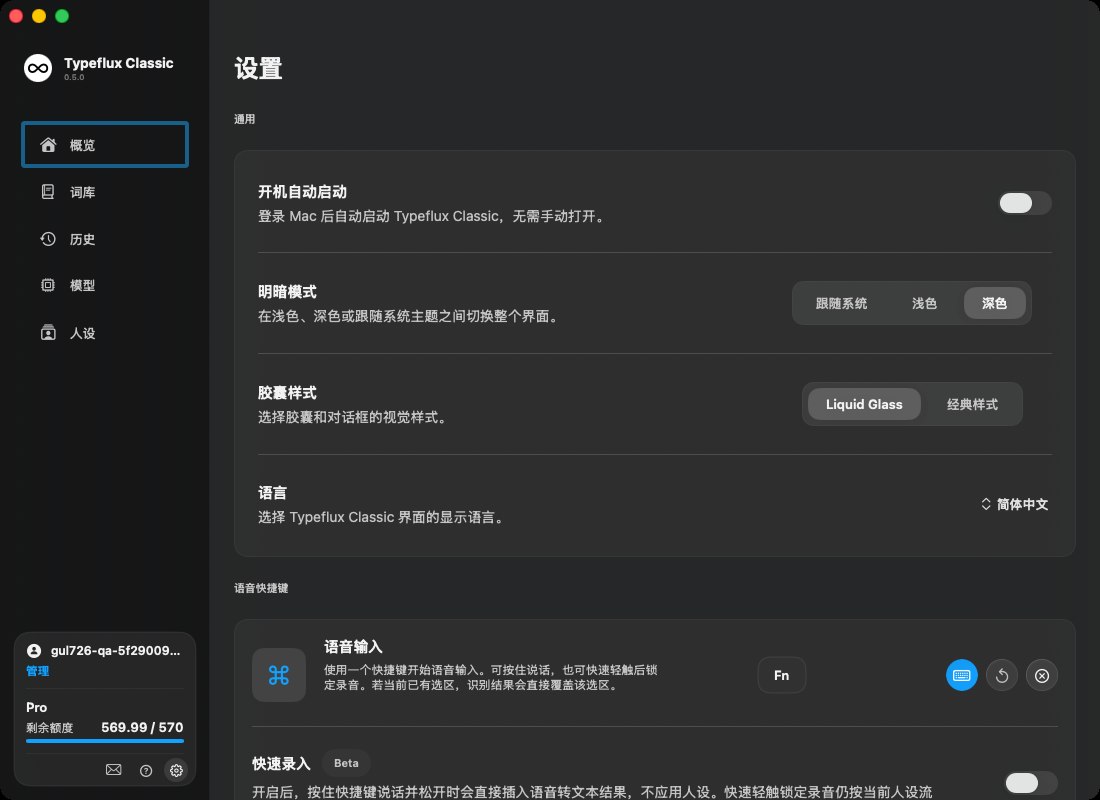 Typeflux Classic
0.5.0
概览
词库
历史
模型
人设
gul726-qa-5f29009...
管理
Pro
剩余额度 569.99 / 570
设置
通用
开机自动启动
登录 Mac 后自动启动 Typeflux Classic，无需手动打开。
明暗模式
在浅色、深色或跟随系统主题之间切换整个界面。
跟随系统 浅色 深色
胶囊样式
选择胶囊和对话框的视觉样式。
Liquid Glass 经典样式
语言
选择 Typeflux Classic 界面的显示语言。
简体中文
语音快捷键
语音输入
使用一个快捷键开始语音输入。可按住说话，也可快速轻触后锁
定录音。若当前已有选区，识别结果会直接覆盖该选区。
Fn
快速录入 Beta
开启后，按住快捷键说话并松开时会直接插入语音转文本结果，不应用人设。快速轻触锁定录音仍按当前人设流